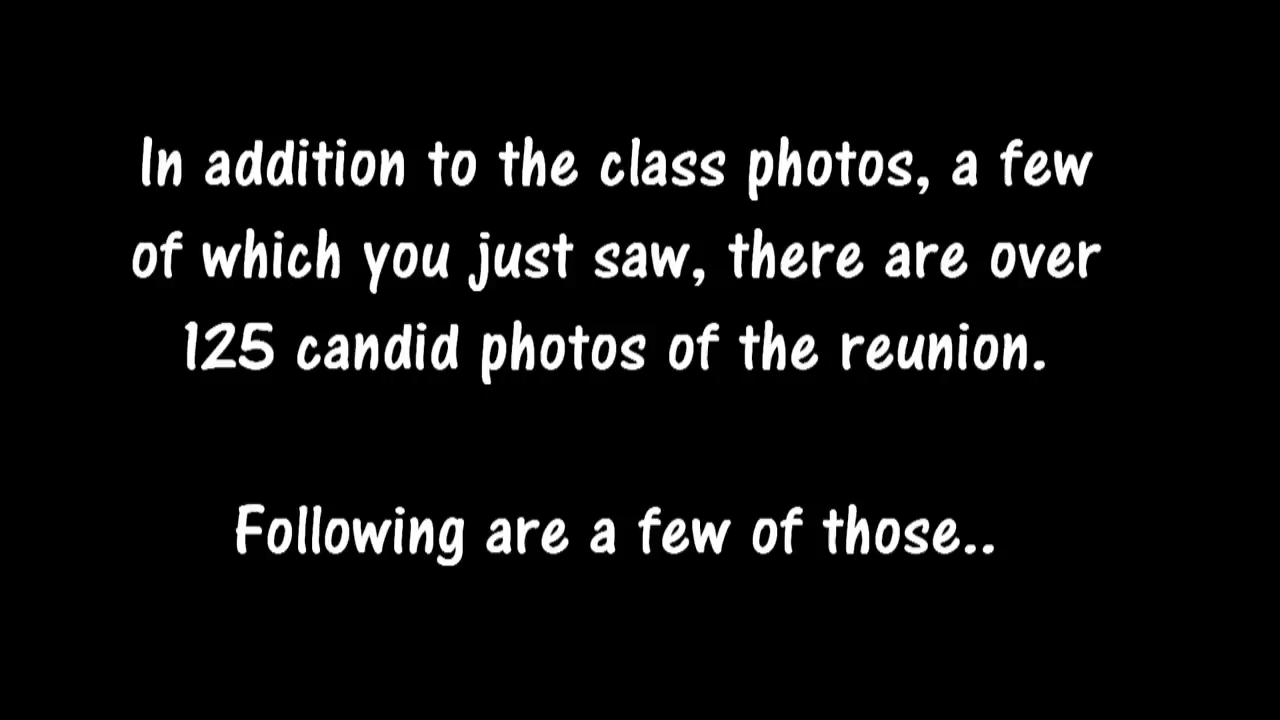 In addition to the class photos, a few
of which you just saw, there are over
125 candid photos of the reunion.
Following are a few of those..